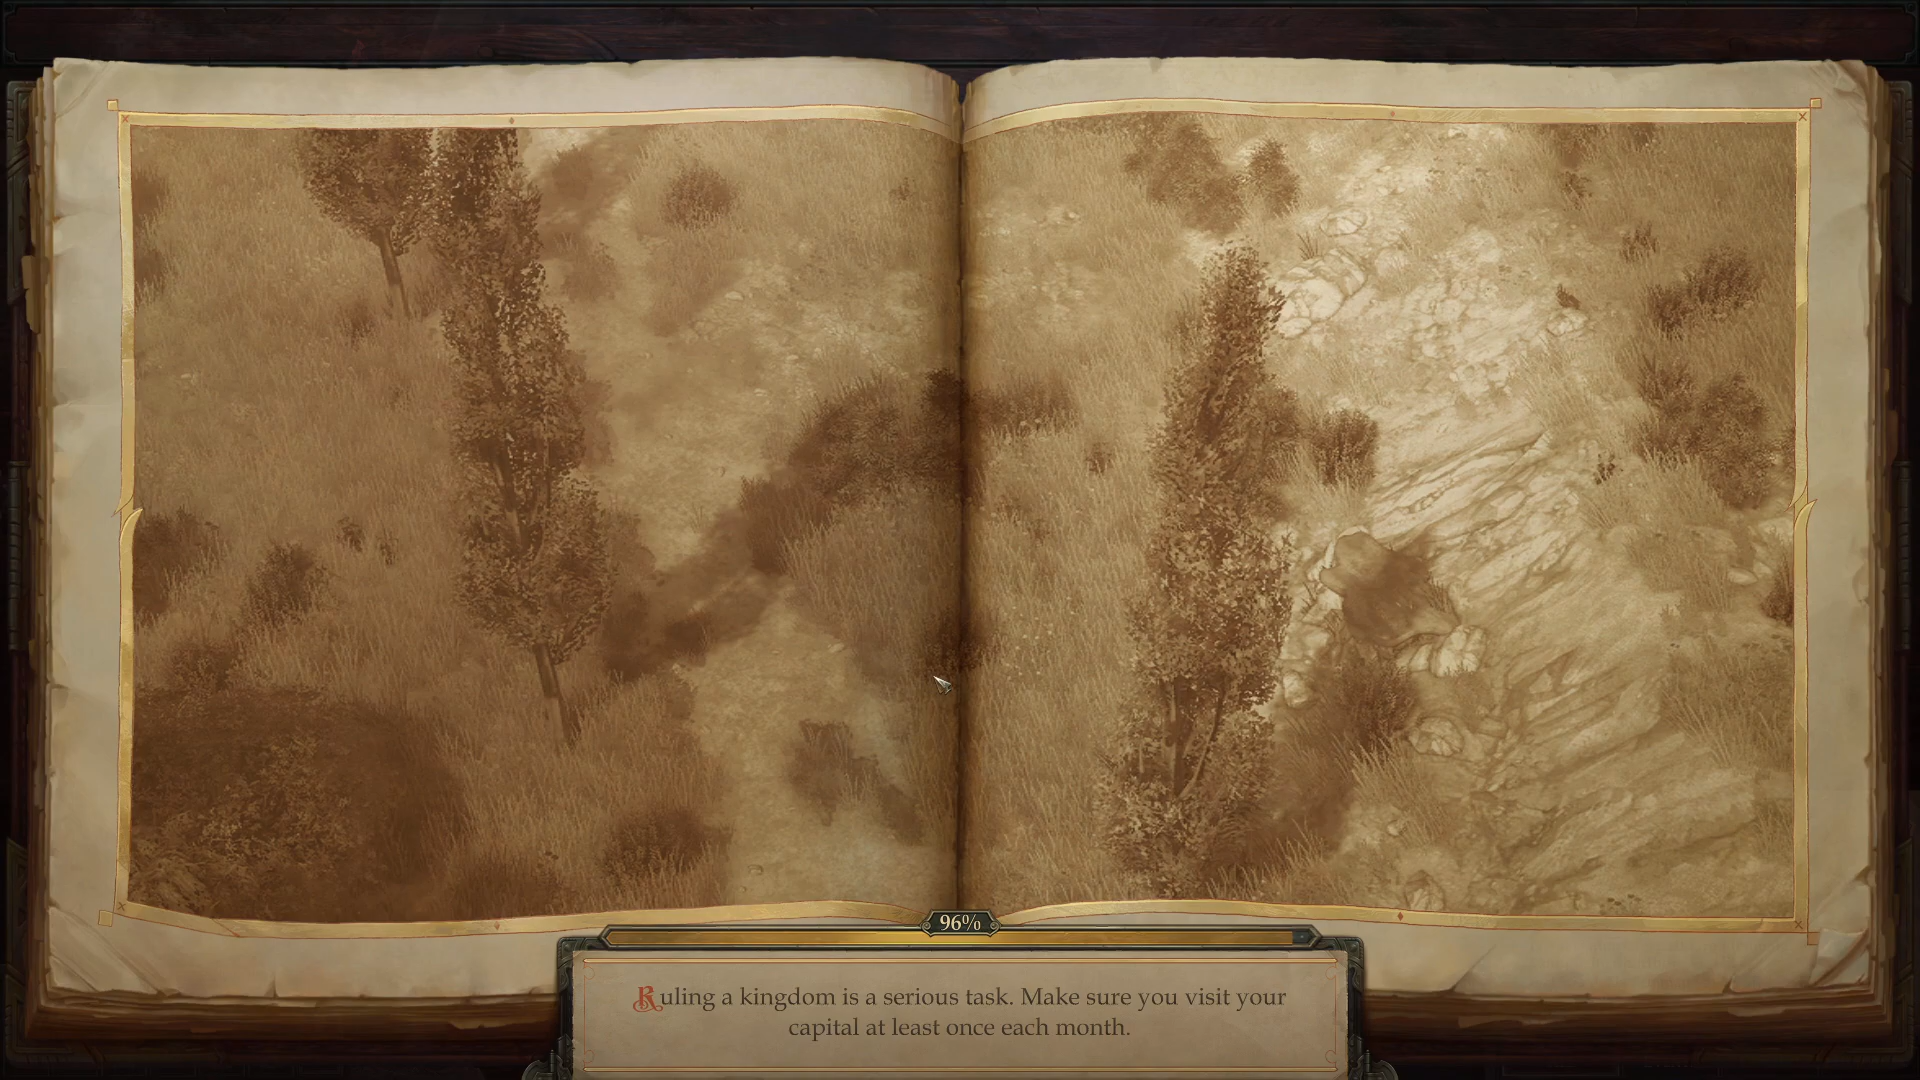 96%
Ruling a kingdom is a serious task. Make sure you visit your
capital at least once each month.